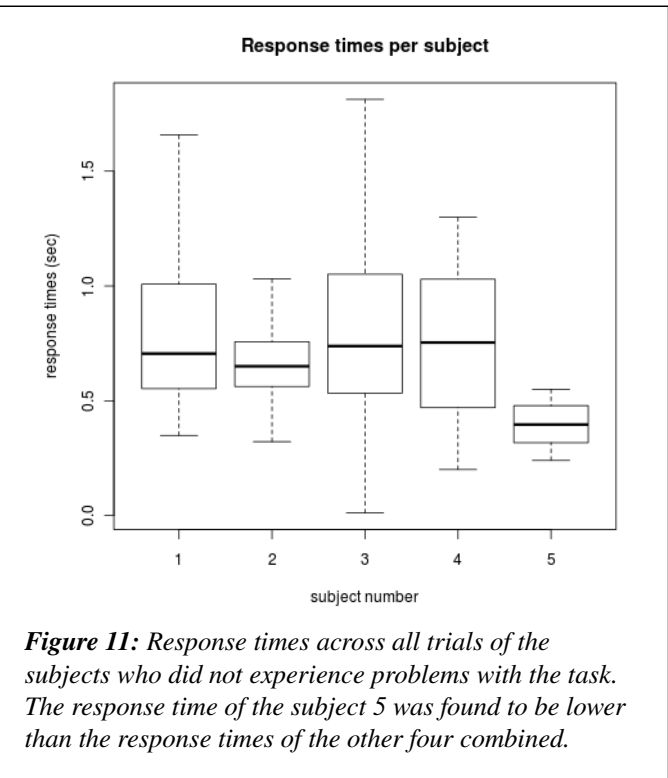 Response times per subject
response times (sec)
1.5
1.0
0.5
0.0
1 2 3 4 5
subject number
Figure 11: Response times across all trials of the
subjects who did not experience problems with the task.
The response time of the subject 5 was found to be lower
than the response times of the other four combined.